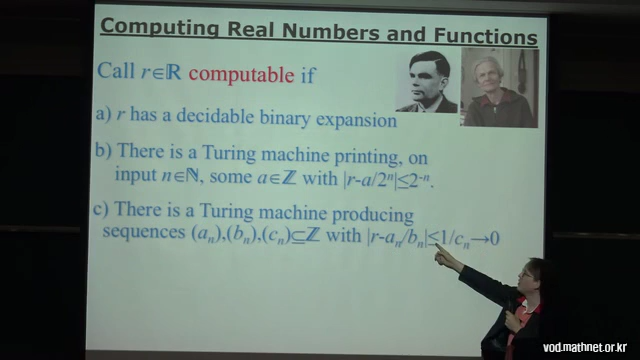 Computing Real Numbers and Functions
Call r∈ℝ computable if
a) r has a decidable binary expansion
b) There is a Turing machine printing, on
input n∈ℕ, some a∈ℤ with |r-a/2ⁿ|≤2⁻ⁿ.
c) There is a Turing machine producing
sequences (aₙ),(bₙ),(cₙ)⊆ℤ with |r-aₙ/bₙ|≤1/cₙ→0
vod.mathnet.or.kr